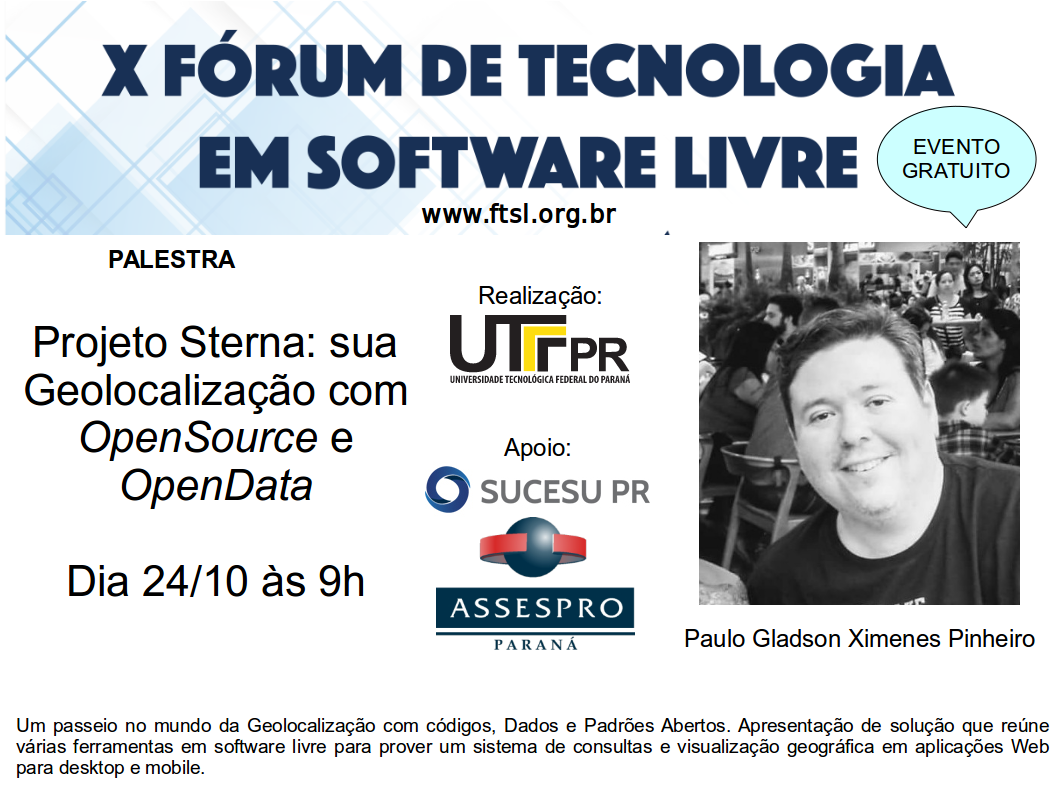 X FÓRUM DE TECNOLOGIA
EM SOFTWARE LIVRE
EVENTO
GRATUITO
www.ftsl.org.br
PALESTRA
Projeto Sterna: sua
Geolocalização com
OpenSource e
OpenData
Dia 24/10 às 9h
Realização:
UTFPR
UNIVERSIDADE TECNOLÓGICA FEDERAL DO PARANÁ
Apoio:
SUCESU PR
ASSESPRO
PARANÁ
Paulo Gladson Ximenes Pinheiro
Um passeio no mundo da Geolocalização com códigos, Dados e Padrões Abertos. Apresentação de solução que reúne
várias ferramentas em software livre para prover um sistema de consultas e visualização geográfica em aplicações Web
para desktop e mobile.